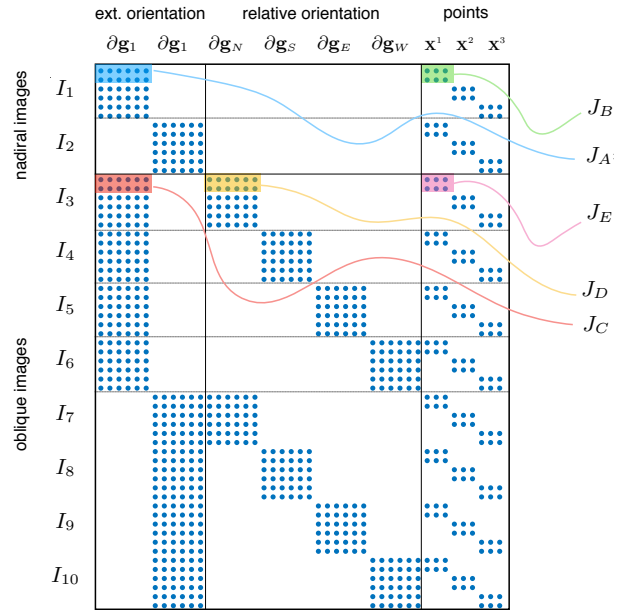 ext. orientation relative orientation points
∂g₁ ∂g₁ ∂g_N ∂g_S ∂g_E ∂g_W x¹ x² x³
nadiral images
I₁
I₂
J_B
J_A
oblique images
I₃
I₄
I₅
I₆
I₇
I₈
I₉
I₁₀
J_E
J_D
J_C